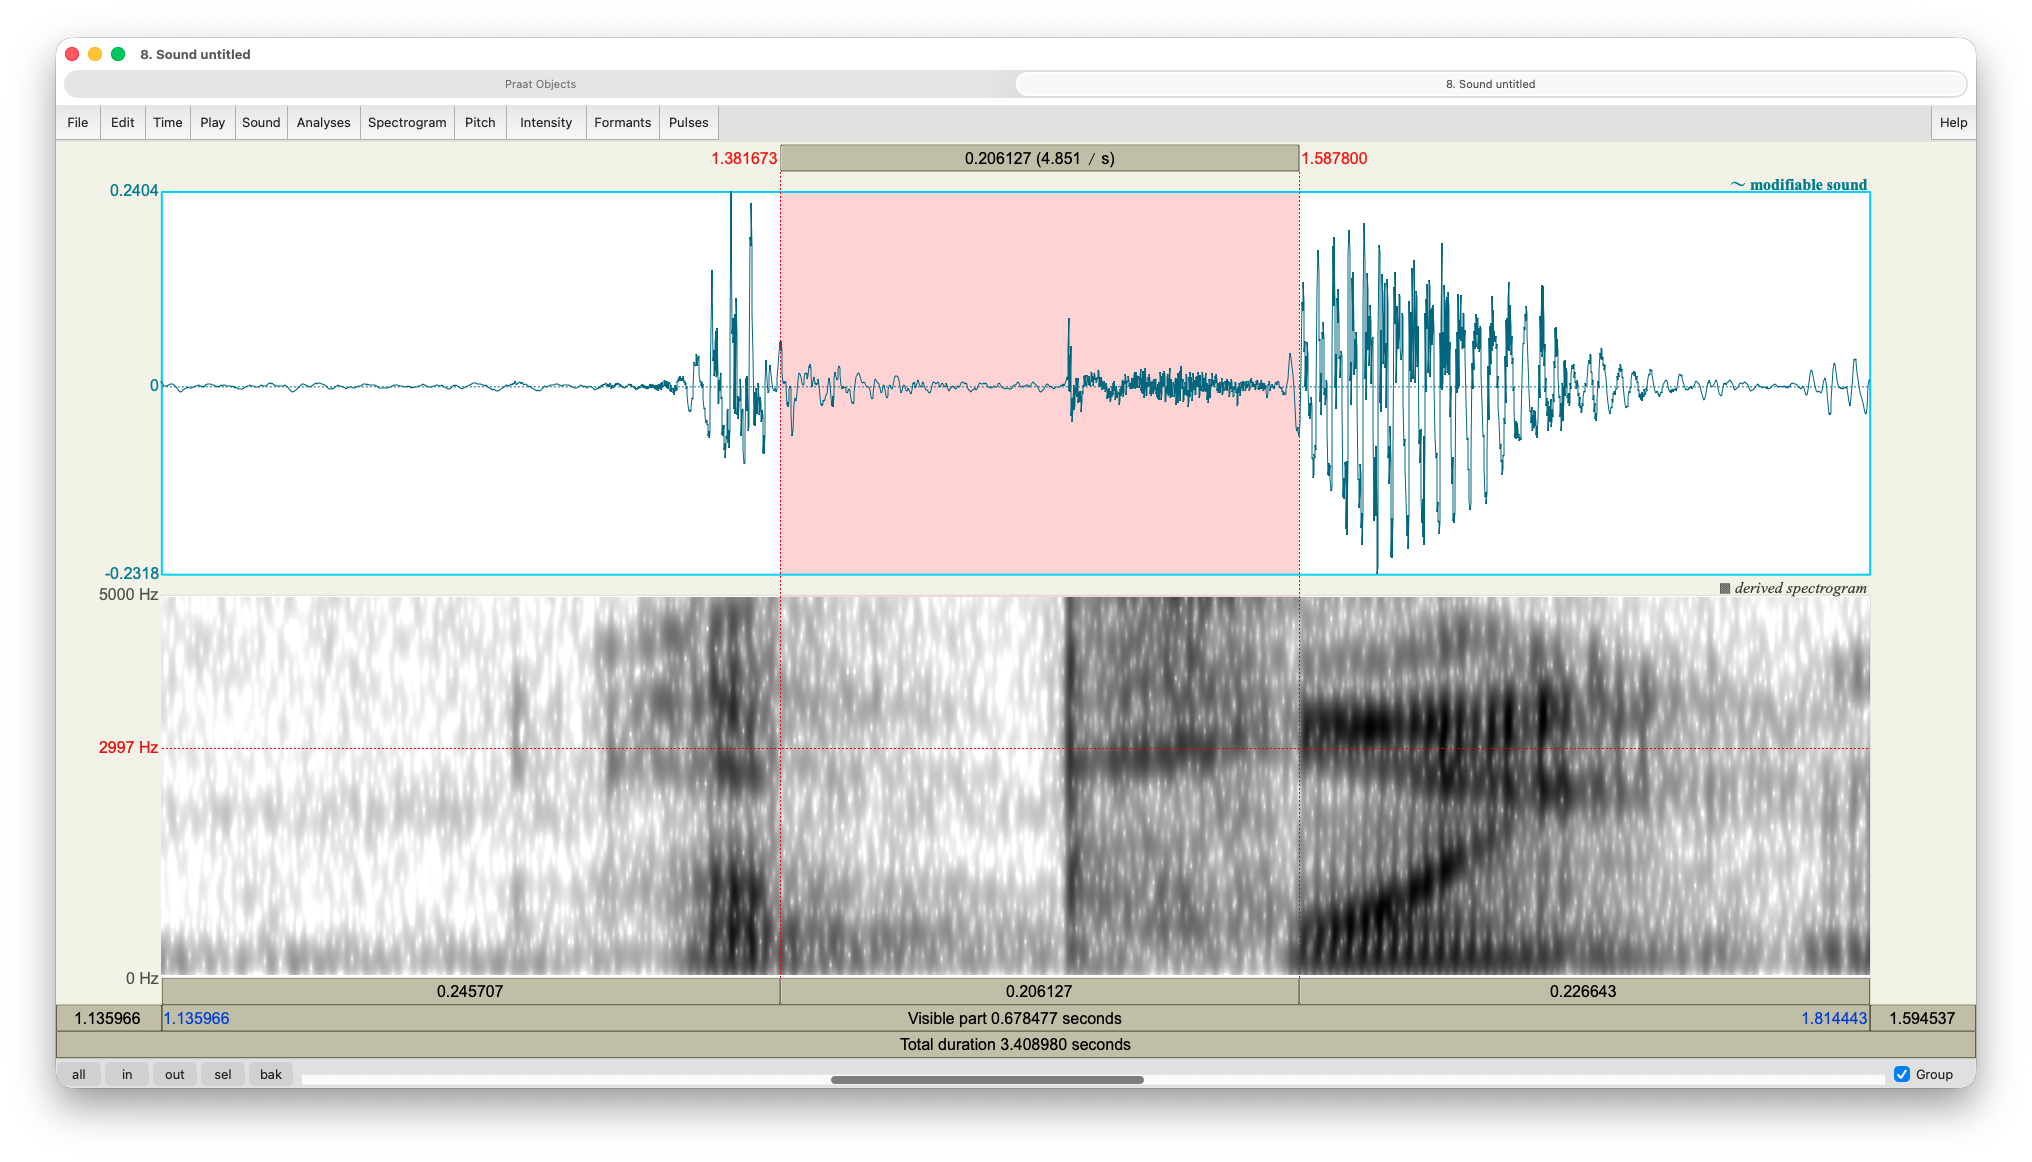 8. Sound untitled
Praat Objects 8. Sound untitled
File Edit Time Play Sound Analyses Spectrogram Pitch Intensity Formants Pulses Help
1.381673 0.206127 (4.851 / s) 1.587800
0.2404 ~ modifiable sound
0
-0.2318
5000 Hz derived spectrogram
2997 Hz
0 Hz
0.245707 0.206127 0.226643
1.135966 1.135966 Visible part 0.678477 seconds 1.814443 1.594537
Total duration 3.408980 seconds
all in out sel bak Group